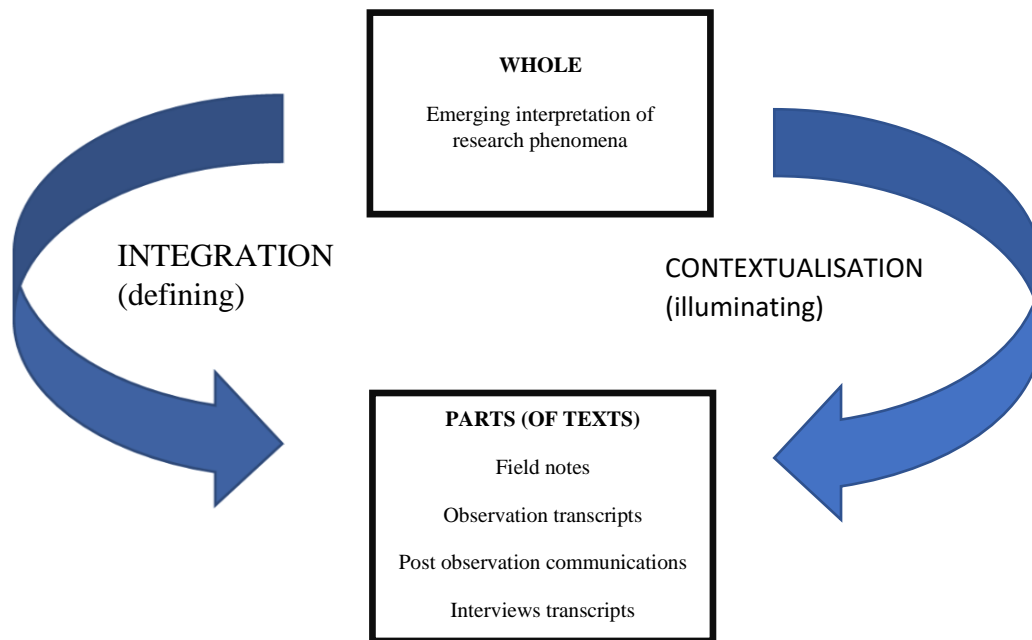 WHOLE
Emerging interpretation of
research phenomena
INTEGRATION
(defining)
CONTEXTUALISATION
(illuminating)
PARTS (OF TEXTS)
Field notes
Observation transcripts
Post observation communications
Interviews transcripts